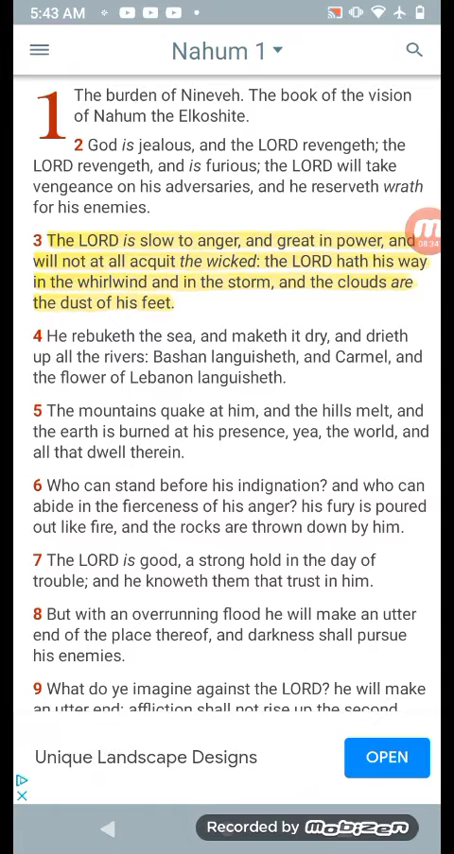 5:43 AM
Nahum 1
1 The burden of Nineveh. The book of the vision
of Nahum the Elkoshite.
2 God is jealous, and the LORD revengeth; the
LORD revengeth, and is furious; the LORD will take
vengeance on his adversaries, and he reserveth wrath
for his enemies.
3 The LORD is slow to anger, and great in power, and
will not at all acquit the wicked: the LORD hath his way
in the whirlwind and in the storm, and the clouds are
the dust of his feet.
08:34
4 He rebuketh the sea, and maketh it dry, and drieth
up all the rivers: Bashan languisheth, and Carmel, and
the flower of Lebanon languisheth.
5 The mountains quake at him, and the hills melt, and
the earth is burned at his presence, yea, the world, and
all that dwell therein.
6 Who can stand before his indignation? and who can
abide in the fierceness of his anger? his fury is poured
out like fire, and the rocks are thrown down by him.
7 The LORD is good, a strong hold in the day of
trouble; and he knoweth them that trust in him.
8 But with an overrunning flood he will make an utter
end of the place thereof, and darkness shall pursue
his enemies.
9 What do ye imagine against the LORD? he will make
an utter end: affliction shall not rise up the second
Unique Landscape Designs
OPEN
Recorded by mobizen